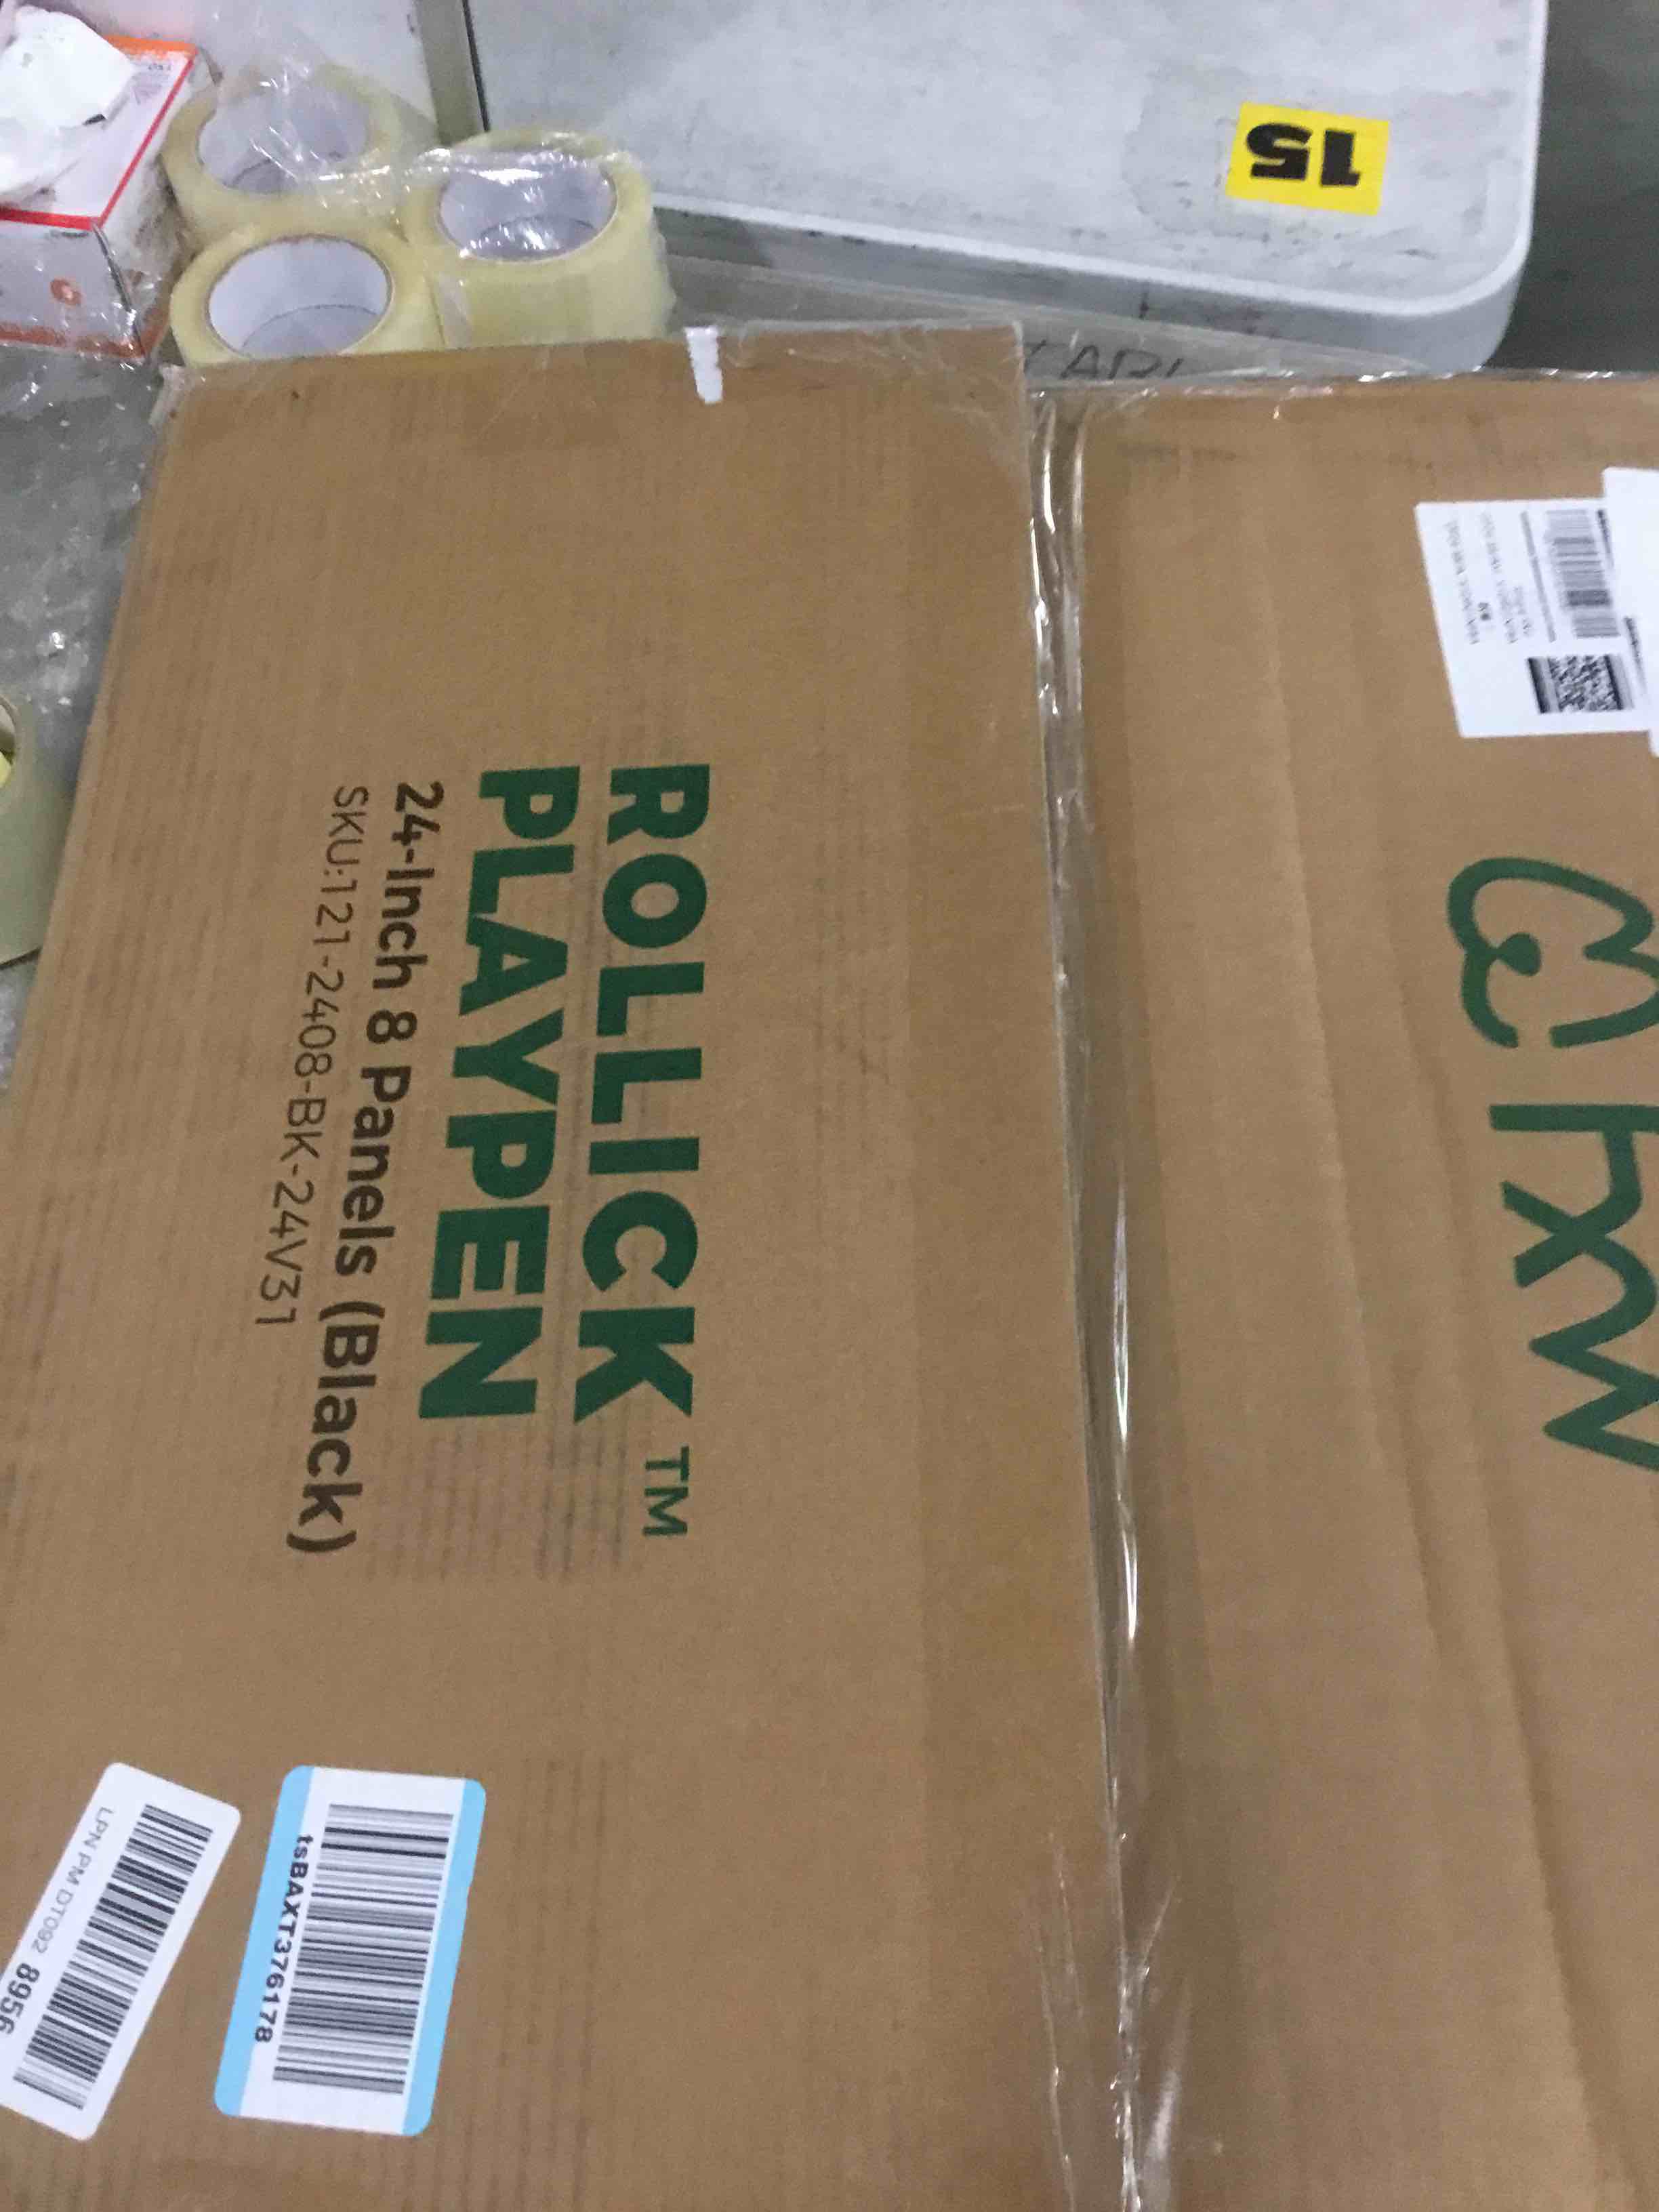 15
ROLLICK™
PLAYPEN
24-Inch 8 Panels (Black)
SKU:121-2408-BK-24V31
tsBAXT376178
LPN PM DT092 8956